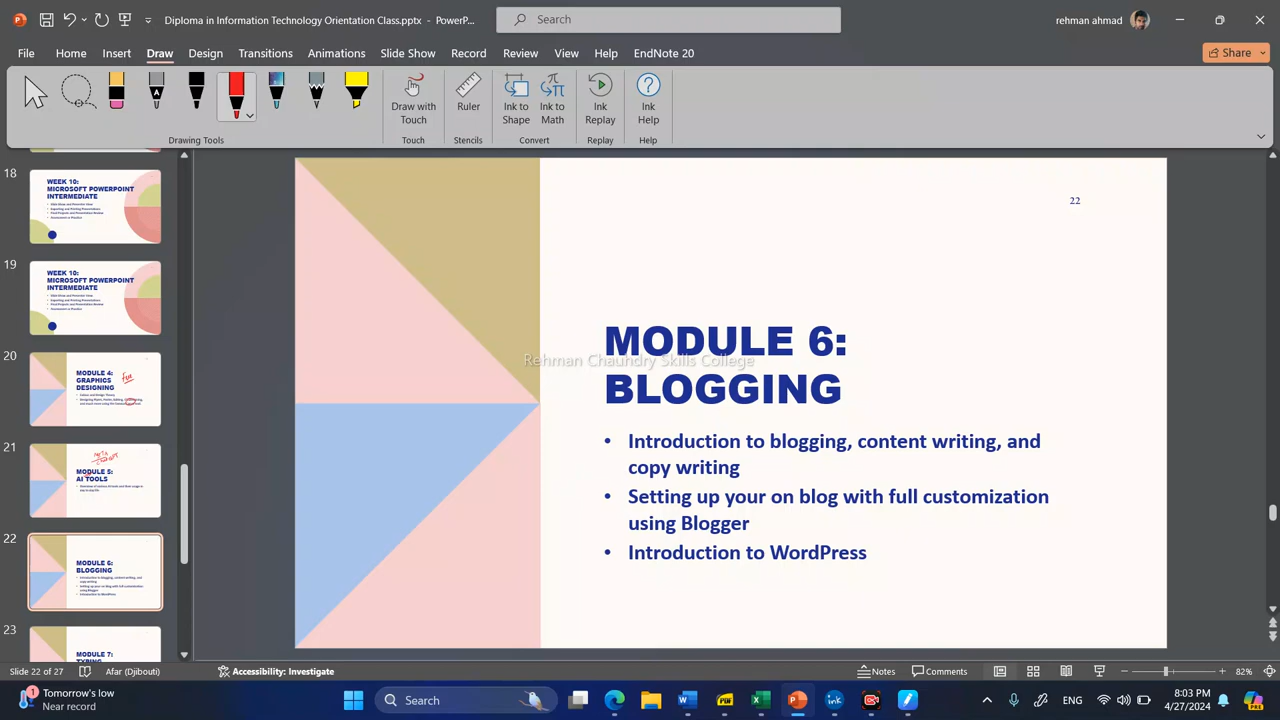 Diploma in Information Technology Orientation Class.pptx - PowerP...
Search
rehman ahmad
File Home Insert Draw Design Transitions Animations Slide Show Record Review View Help EndNote 20
Share
Draw with Touch
Ruler
Ink to Shape
Ink to Math
Ink Replay
Ink Help
Drawing Tools
Touch
Stencils
Convert
Replay
Help
18
WEEK 10:
MICROSOFT POWERPOINT
INTERMEDIATE
19
WEEK 10:
MICROSOFT POWERPOINT
INTERMEDIATE
20
MODULE 4:
GRAPHICS
DESIGNING
21
MODULE 5:
AI TOOLS
22
MODULE 6:
BLOGGING
23
MODULE 7:
TYPING
22
MODULE 6:
BLOGGING
Rehman Chaundry Skills College
• Introduction to blogging, content writing, and
copy writing
• Setting up your on blog with full customization
using Blogger
• Introduction to WordPress
Slide 22 of 27
Afar (Djibouti)
Accessibility: Investigate
Notes
Comments
82%
1
Tomorrow's low
Near record
Search
ENG
8:03 PM
4/27/2024